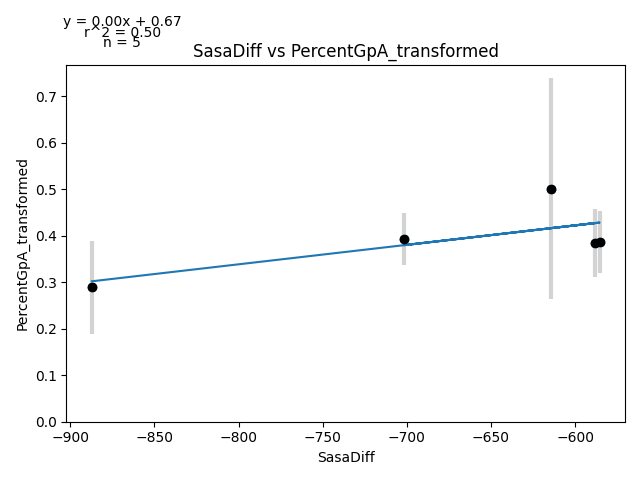 y = 0.00x + 0.67
r^2 = 0.50
n = 5
SasaDiff vs PercentGpA_transformed
PercentGpA_transformed
0.7
0.6
0.5
0.4
0.3
0.2
0.1
0.0
−900 −850 −800 −750 −700 −650 −600
SasaDiff